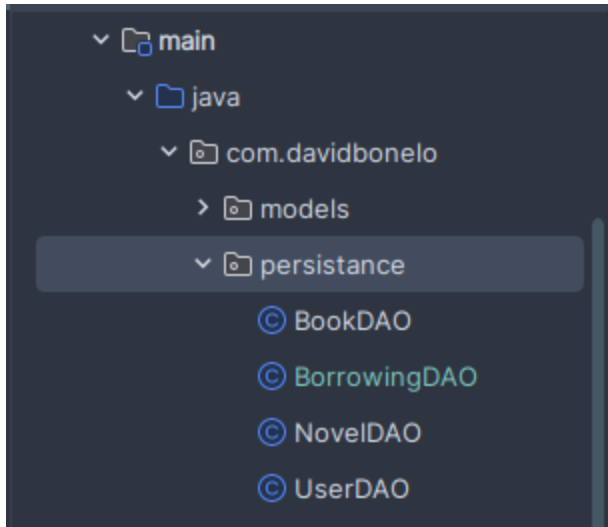 main
java
com.davidbonelo
models
persistance
BookDAO
BorrowingDAO
NovelDAO
UserDAO